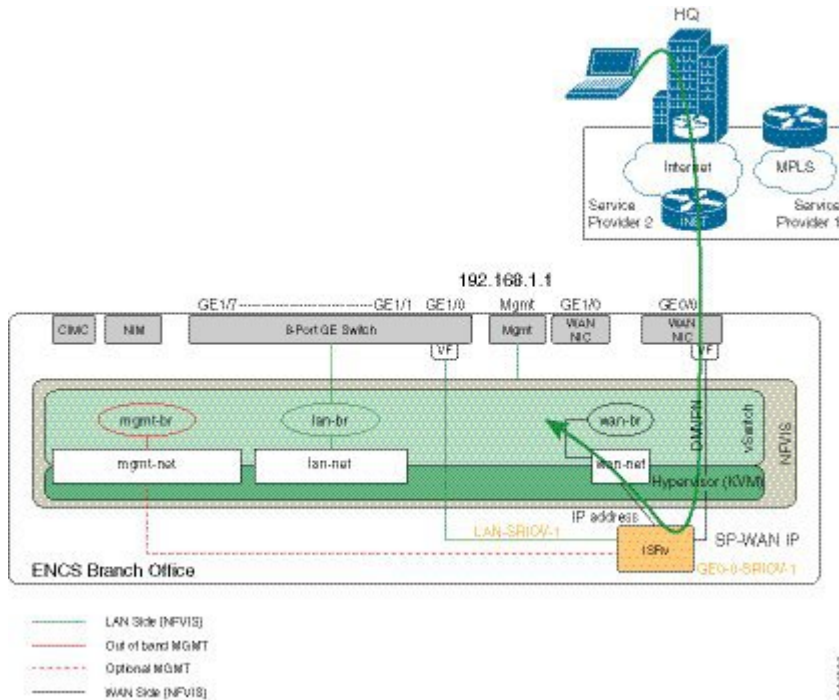 HQ
Internet
MPLS
Service Provider 2
INET
Service Provider 1
192.168.1.1
GE1/7
GE1/1
GE1/0
Mgmt
GE1/0
GE0/0
CIMC
NIM
8-Port GE Switch
Mgmt
WAN NIC
WAN NIC
VF
VF
mgmt-br
lan-br
wan-br
DMVPN
vSwitch
NFVIS
mgmt-net
lan-net
wan-net
Hypervisor (KVM)
IP address
LAN-SRIOV-1
ISRv
SP-WAN IP
GE0-0-SRIOV-1
ENCS Branch Office
LAN Side (NFVIS)
Out of band MGMT
Optional MGMT
WAN Side (NFVIS)